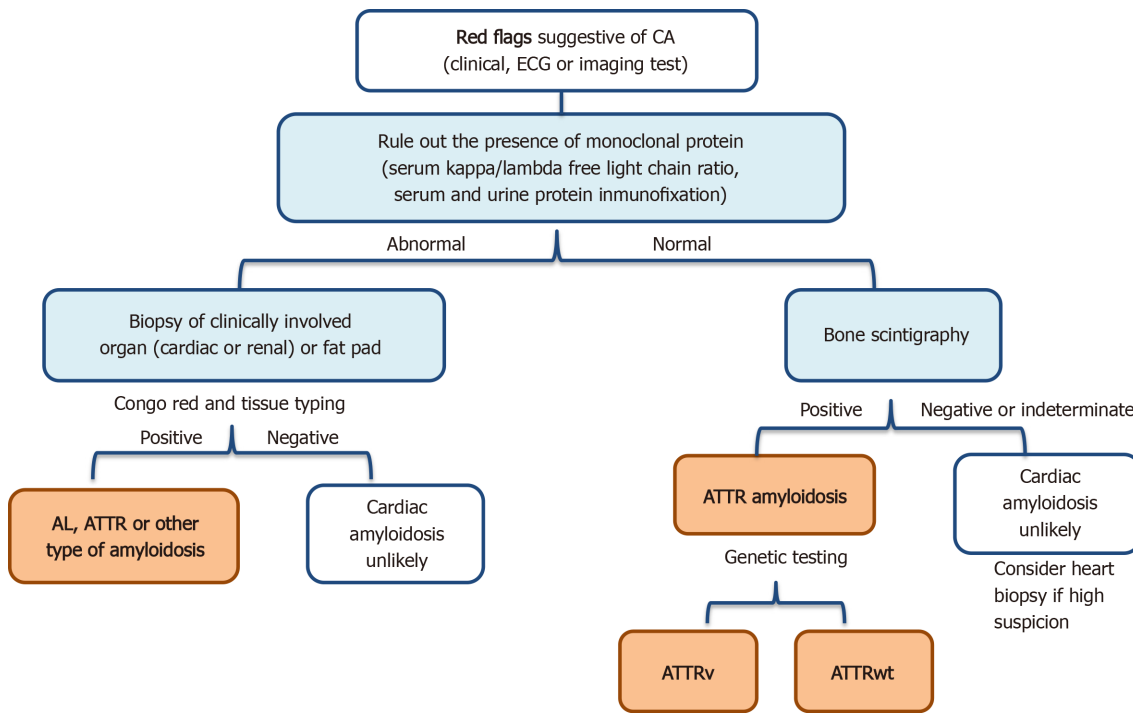 Red flags suggestive of CA
(clinical, ECG or imaging test)
Rule out the presence of monoclonal protein
(serum kappa/lambda free light chain ratio,
serum and urine protein inmunofixation)
Abnormal
Normal
Biopsy of clinically involved
organ (cardiac or renal) or fat pad
Bone scintigraphy
Congo red and tissue typing
Positive
Negative
Positive
Negative or indeterminate
AL, ATTR or other
type of amyloidosis
Cardiac
amyloidosis
unlikely
ATTR amyloidosis
Cardiac
amyloidosis
unlikely
Genetic testing
Consider heart
biopsy if high
suspicion
ATTRv
ATTRwt